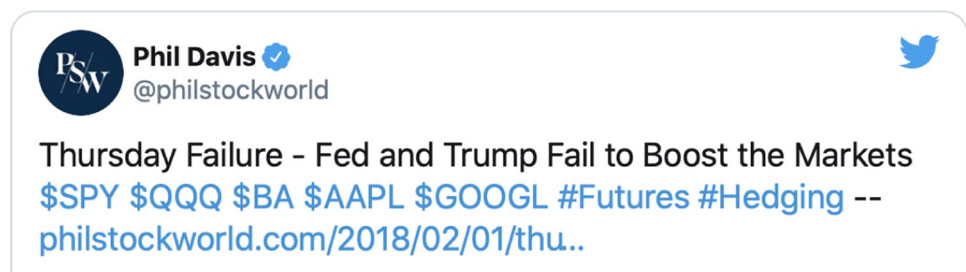 PSW
Phil Davis
@philstockworld
Thursday Failure - Fed and Trump Fail to Boost the Markets
$SPY $QQQ $BA $AAPL $GOOGL #Futures #Hedging --
philstockworld.com/2018/02/01/thu...